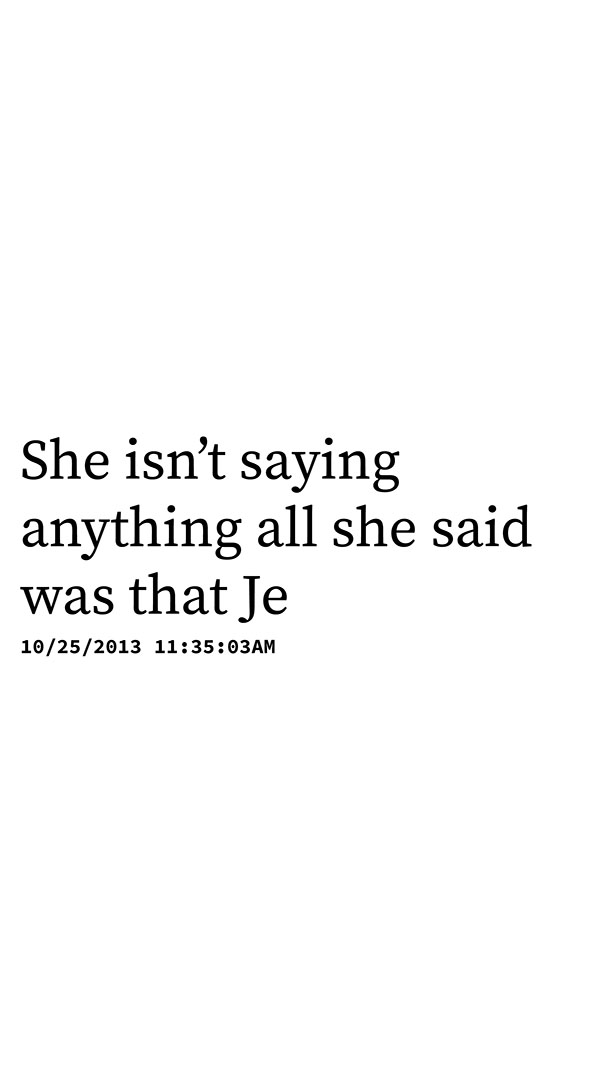 She isn’t saying
anything all she said
was that Je
10/25/2013 11:35:03AM